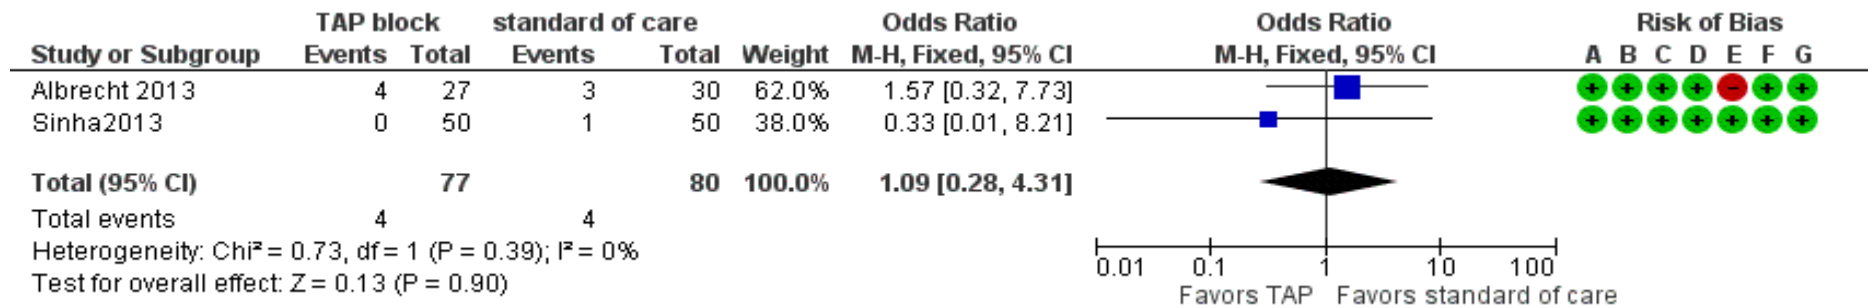 TAP block standard of care Odds Ratio Odds Ratio Risk of Bias
Study or Subgroup Events Total Events Total Weight M-H, Fixed, 95% CI M-H, Fixed, 95% CI A B C D E F G
Albrecht 2013 4 27 3 30 62.0% 1.57 [0.32, 7.73] + + + + − + +
Sinha2013 0 50 1 50 38.0% 0.33 [0.01, 8.21] + + + + + + +
Total (95% CI) 77 80 100.0% 1.09 [0.28, 4.31]
Total events 4 4
Heterogeneity: Chi² = 0.73, df = 1 (P = 0.39); I² = 0%
Test for overall effect: Z = 0.13 (P = 0.90)
0.01 0.1 1 10 100
Favors TAP Favors standard of care